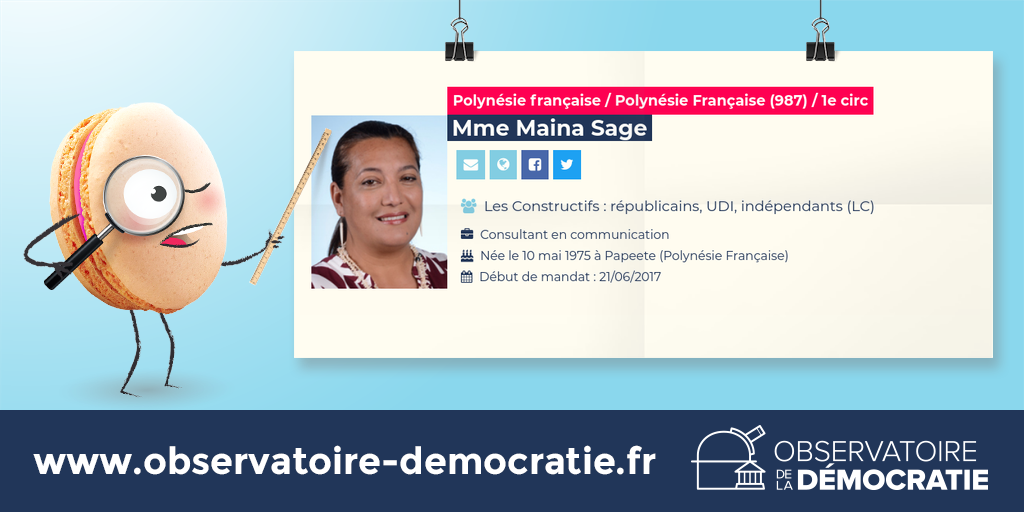 Polynésie française / Polynésie Française (987) / 1e circ
Mme Maina Sage
Les Constructifs : républicains, UDI, indépendants (LC)
Consultant en communication
Née le 10 mai 1975 à Papeete (Polynésie Française)
Début de mandat : 21/06/2017
www.observatoire-democratie.fr
OBSERVATOIRE
DE LA DÉMOCRATIE